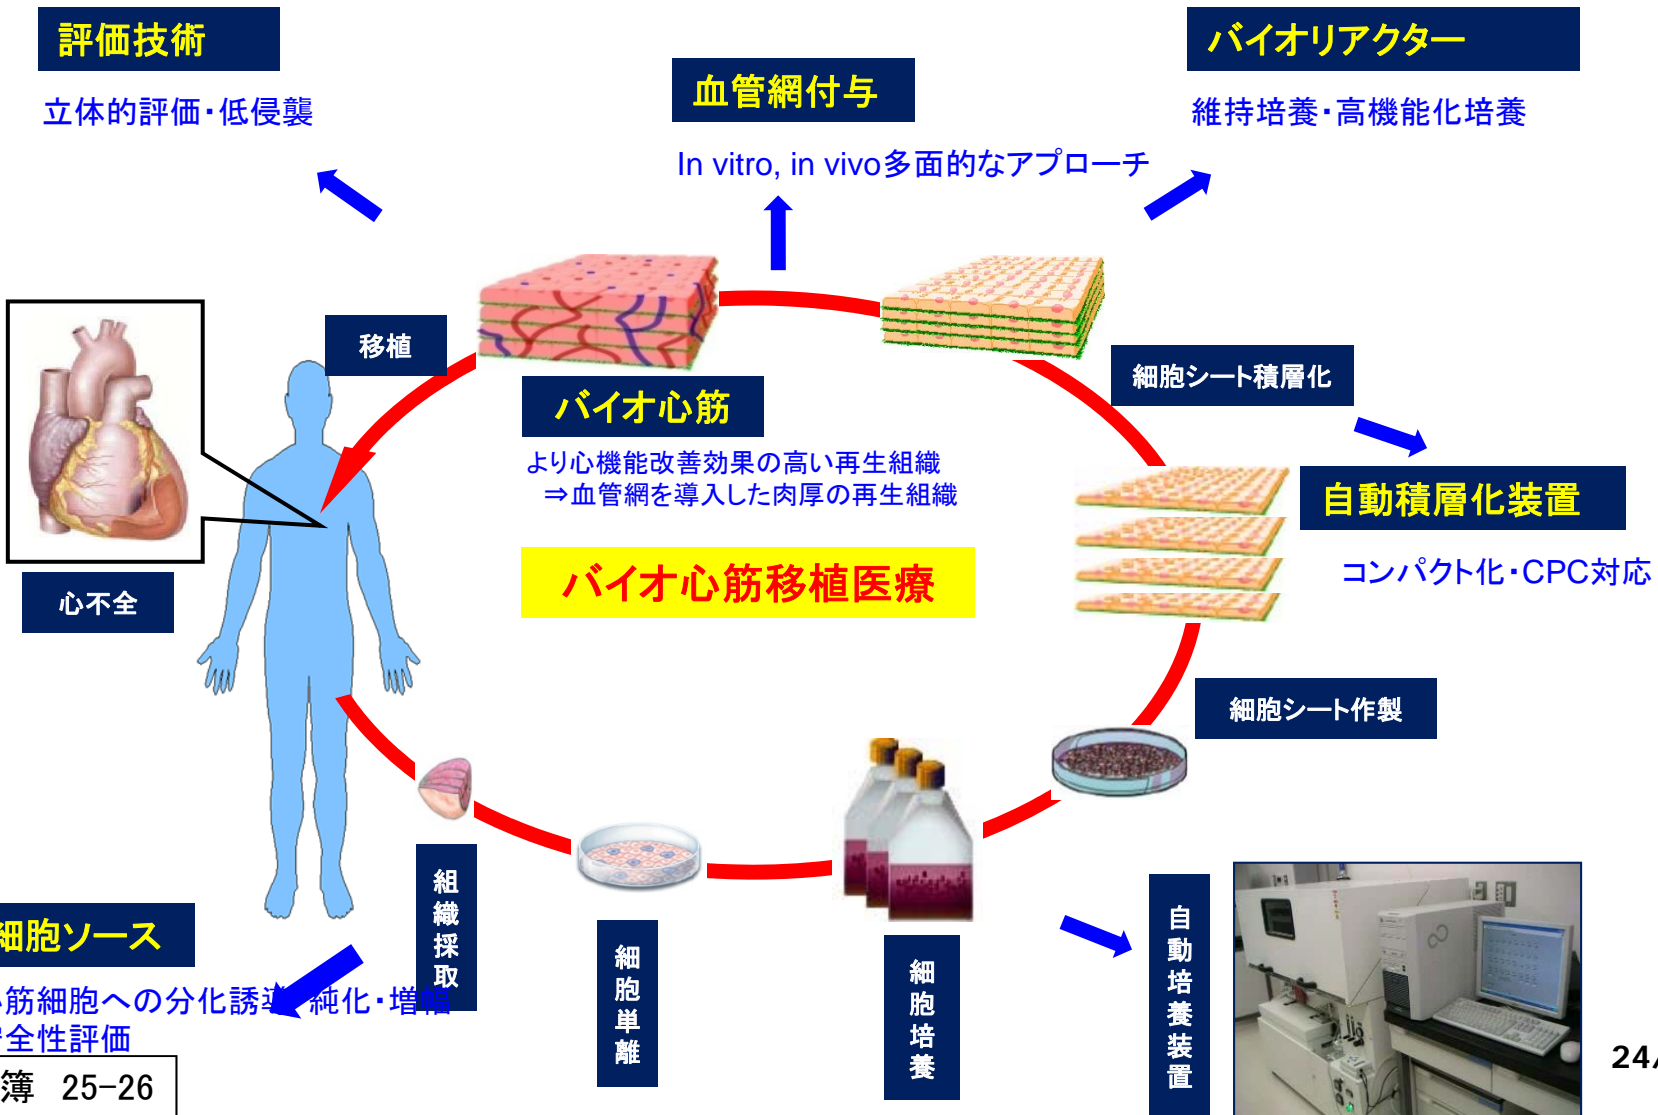 評価技術
立体的評価・低侵襲
血管網付与
In vitro, in vivo多面的なアプローチ
バイオリアクター
維持培養・高機能化培養
移植
バイオ心筋
より心機能改善効果の高い再生組織
⇒血管網を導入した肉厚の再生組織
バイオ心筋移植医療
細胞シート積層化
自動積層化装置
コンパクト化・CPC対応
心不全
細胞シート作製
組織採取
細胞単離
細胞培養
自動培養装置
細胞ソース
筋細胞への分化誘導・純化・増幅
全性評価
簿 25-26
24/